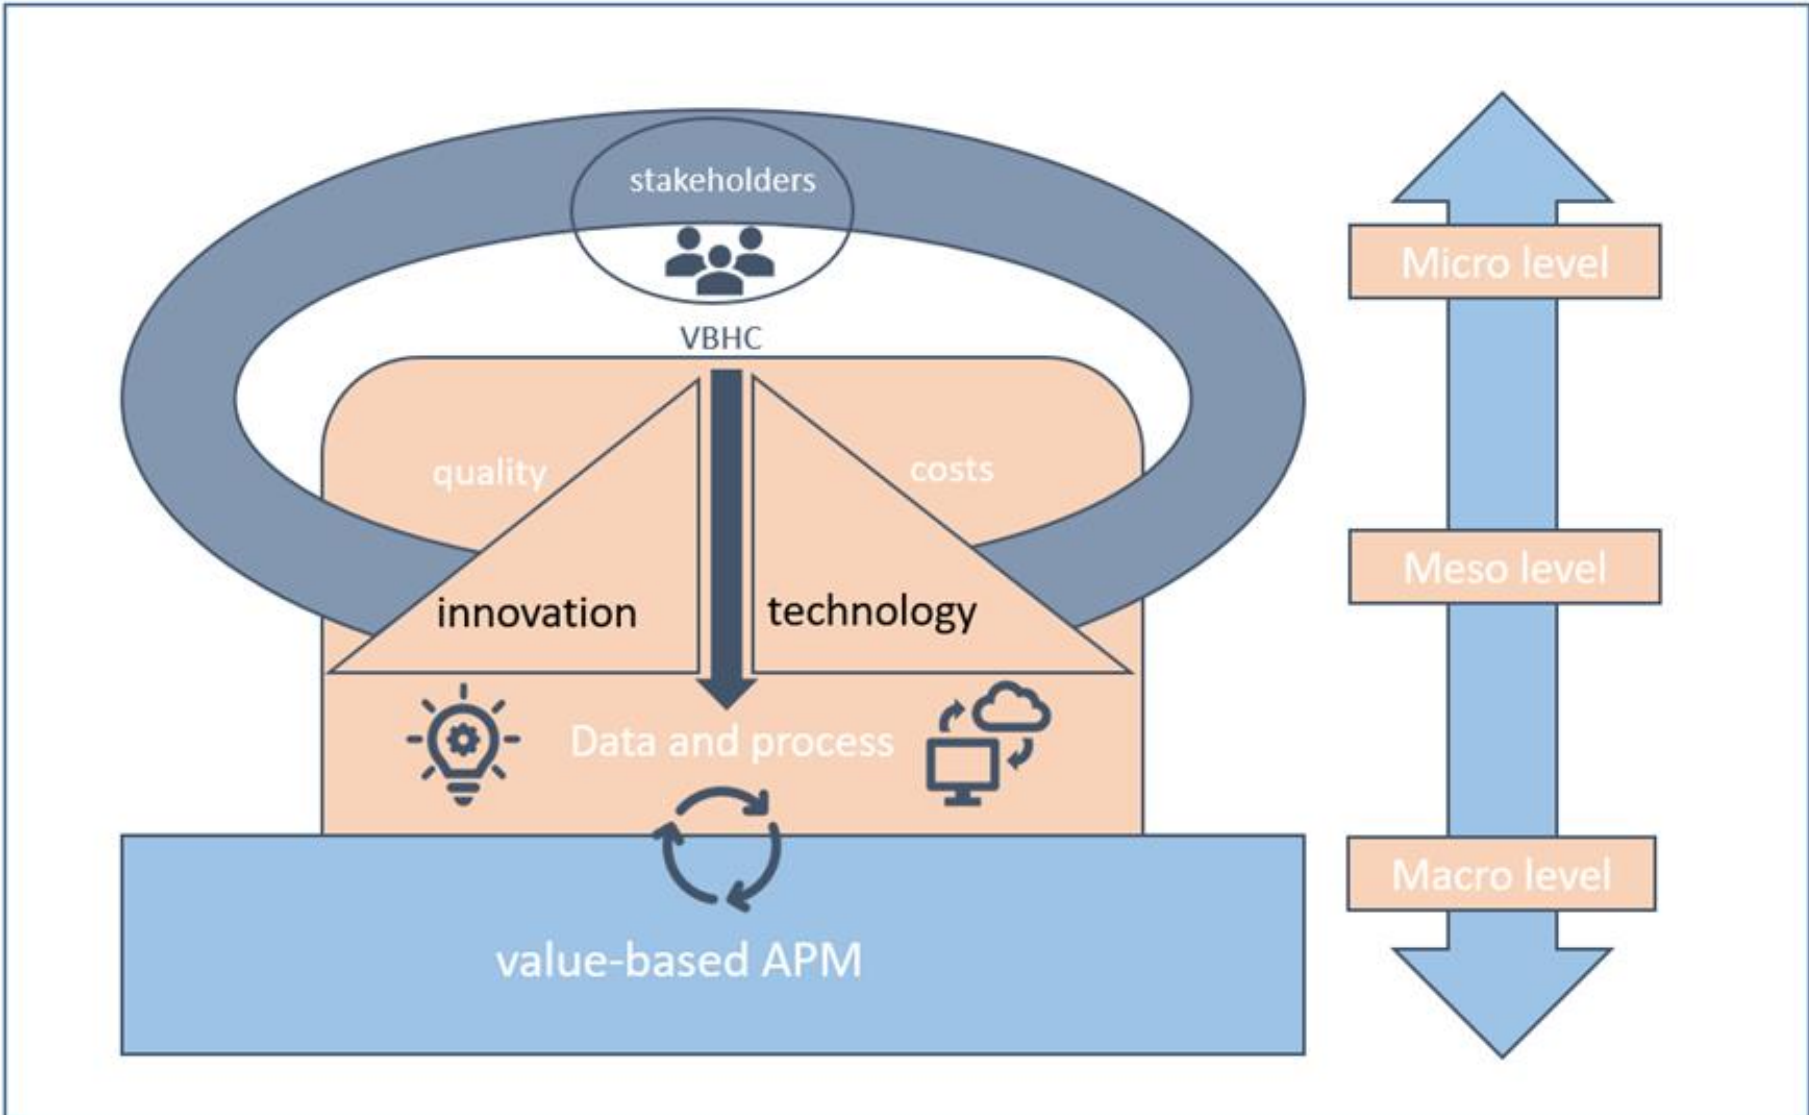 stakeholders
VBHC
quality
costs
innovation
technology
Data and process
value-based APM
Micro level
Meso level
Macro level